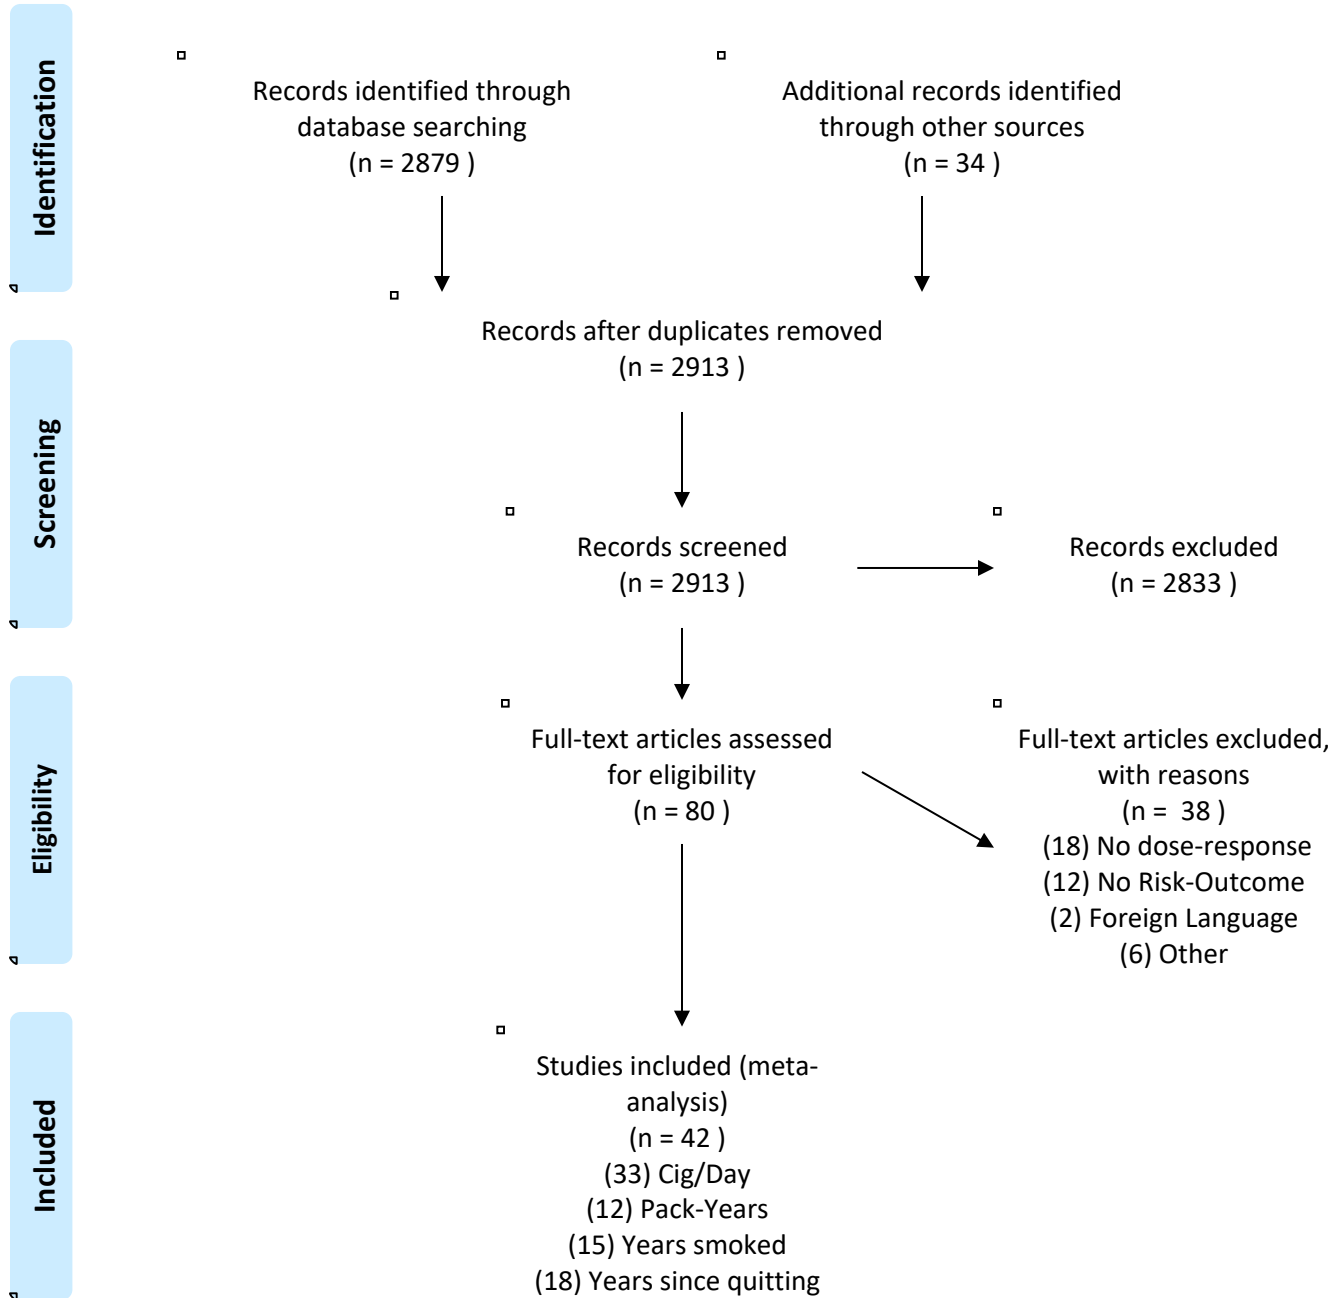 Identification
Records identified through
database searching
(n = 2879 )
Additional records identified
through other sources
(n = 34 )
Records after duplicates removed
(n = 2913 )
Screening
Records screened
(n = 2913 )
Records excluded
(n = 2833 )
Eligibility
Full-text articles assessed
for eligibility
(n = 80 )
Full-text articles excluded,
with reasons
(n =  38 )
(18) No dose-response
(12) No Risk-Outcome
(2) Foreign Language
(6) Other
Included
Studies included (meta-
analysis)
(n = 42 )
(33) Cig/Day
(12) Pack-Years
(15) Years smoked
(18) Years since quitting